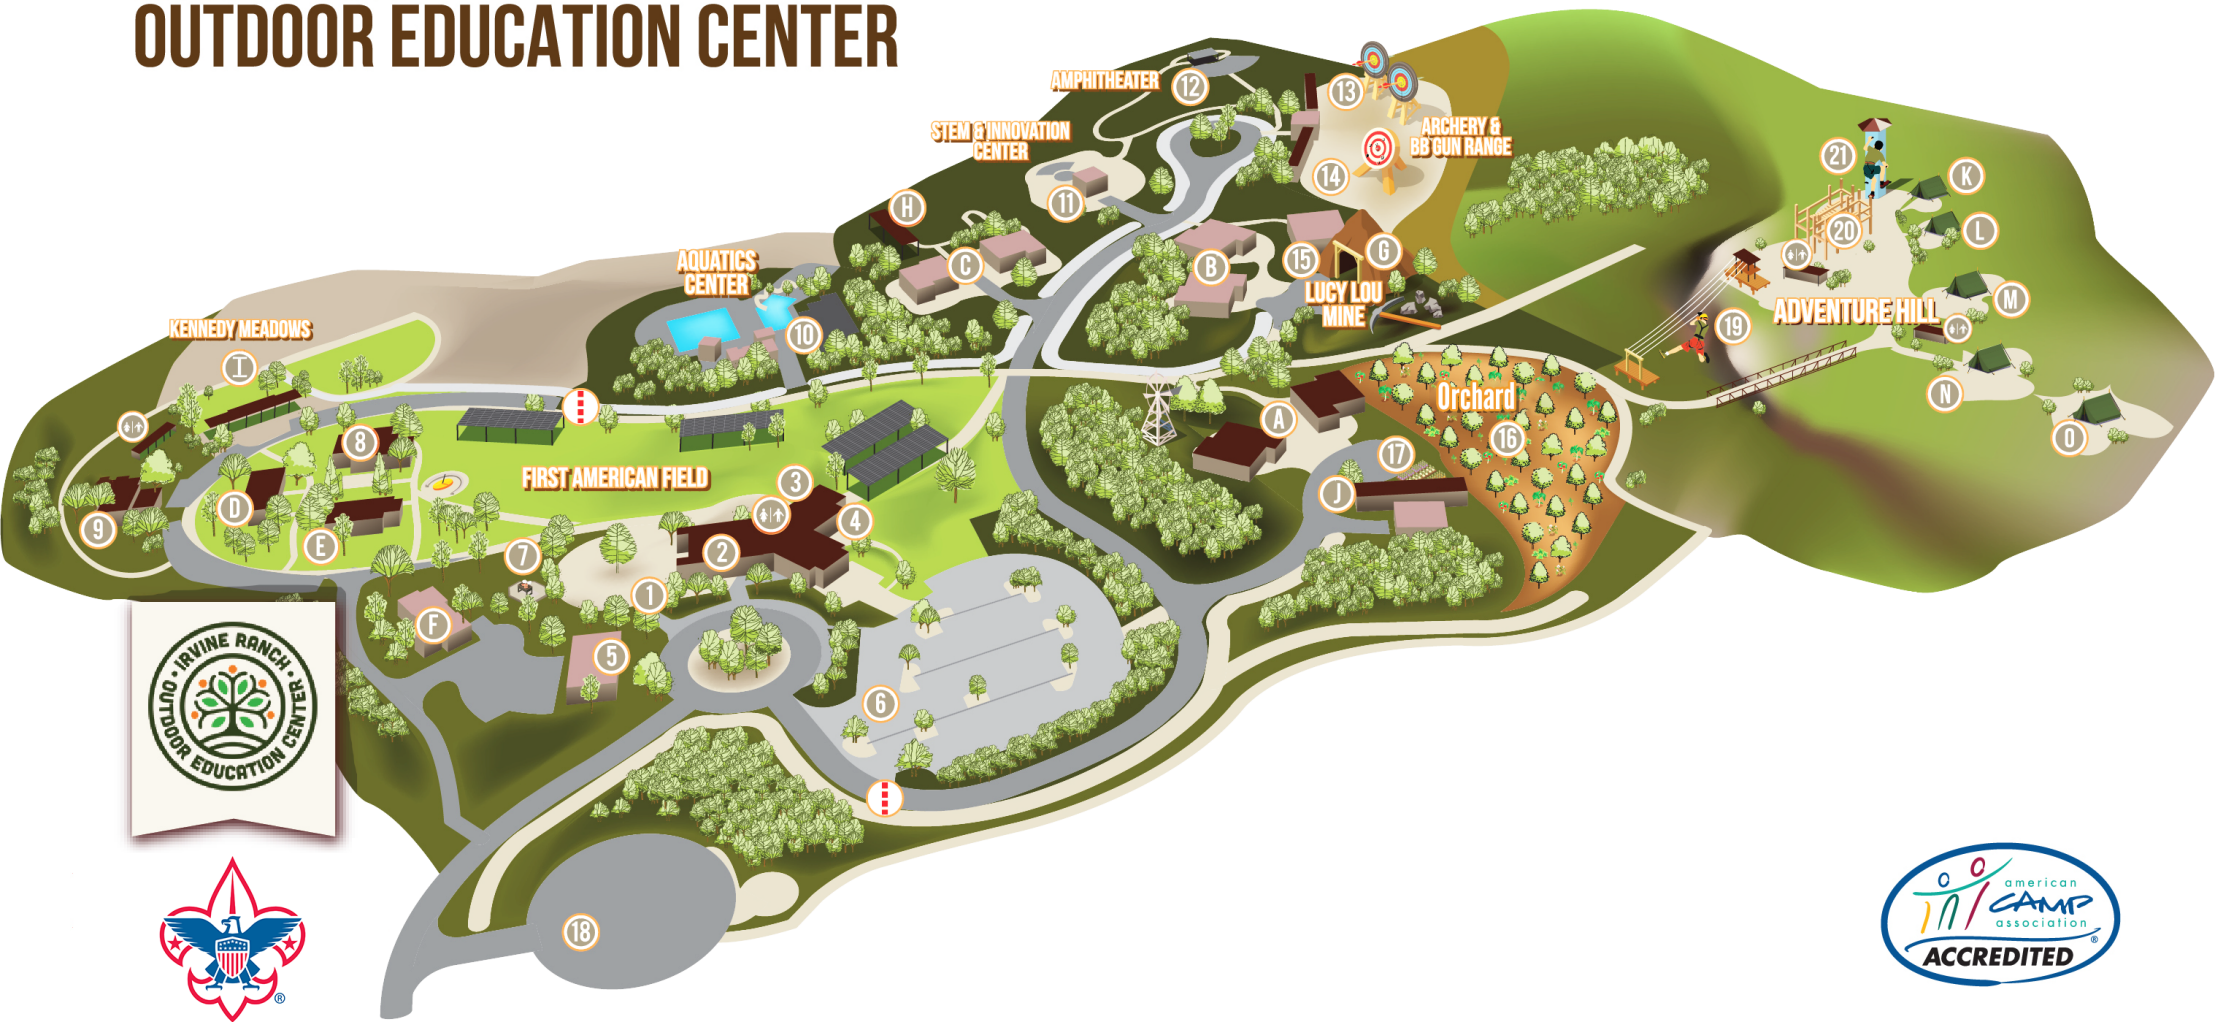 OUTDOOR EDUCATION CENTER
AMPHITEATER
12
13
STEM & INNOVATION
CENTER
ARCHERY &
BB GUN RANGE
14
11
H
21
K
20
L
AQUATICS
CENTER
C
B
15
G
LUCY LOU
MINE
10
ADVENTURE HILL
M
19
KENNEDY MEADOWS
I
N
O
Orchard
16
A
17
J
8
FIRST AMERICAN FIELD
3
D
9
E
4
2
7
1
F
5
6
18
IRVINE RANCH
OUTDOOR EDUCATION CENTER
®
american
CAMP
association
®
ACCREDITED